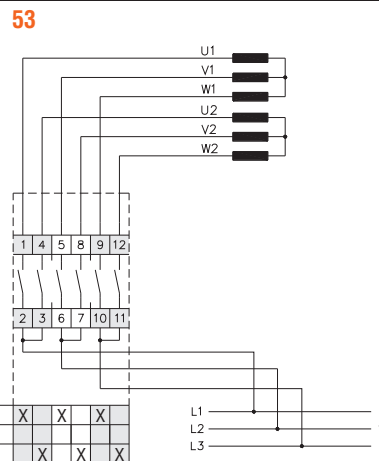 53
U1
V1
W1
U2
V2
W2
1 4 5 8 9 12
2 3 6 7 10 11
X X X
L1
L2
L3
X X X